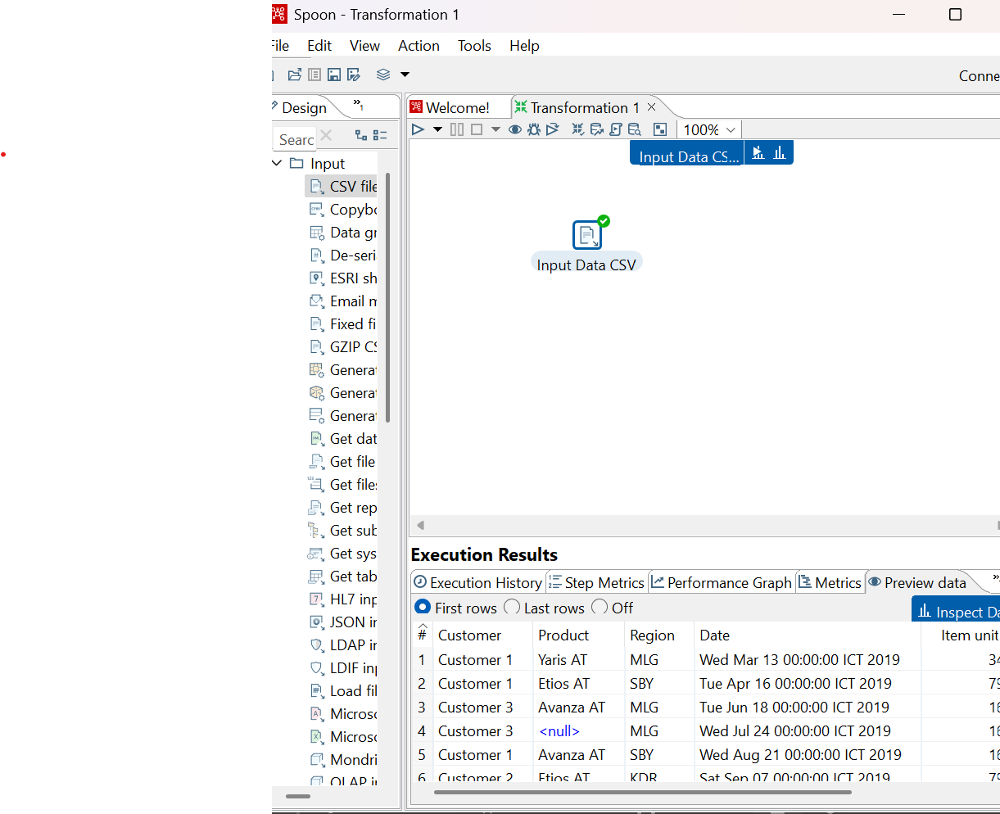 Spoon - Transformation 1
File Edit View Action Tools Help
Conne
Design
»1
Welcome!
Transformation 1
Searc
100%
Input
CSV file
Copybo
Data gr
De-seri
ESRI sh
Email m
Fixed fi
GZIP CS
Generat
Generat
Generat
Get dat
Get file
Get files
Get rep
Get sub
Get sys
Get tab
HL7 inp
JSON in
LDAP in
LDIF inp
Load fil
Microso
Microso
Mondri
OLAP in
Input Data CS...
Input Data CSV
Execution Results
Execution History Step Metrics Performance Graph Metrics Preview data
First rows Last rows Off
Inspect Da
# Customer Product Region Date Item unit
1 Customer 1 Yaris AT MLG Wed Mar 13 00:00:00 ICT 2019 34
2 Customer 1 Etios AT SBY Tue Apr 16 00:00:00 ICT 2019 79
3 Customer 3 Avanza AT MLG Tue Jun 18 00:00:00 ICT 2019 16
4 Customer 3 <null> MLG Wed Jul 24 00:00:00 ICT 2019 16
5 Customer 1 Avanza AT SBY Wed Aug 21 00:00:00 ICT 2019 16
6 Customer 2 Etios AT KDR Sat Sep 07 00:00:00 ICT 2019 79